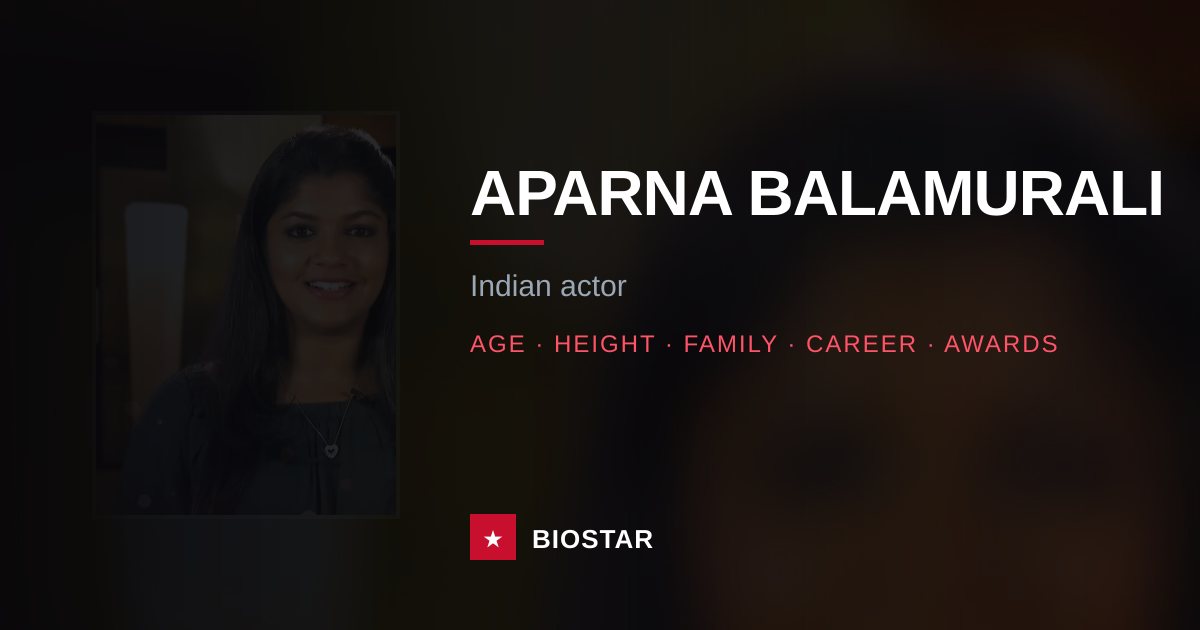 APARNA BALAMURALI
Indian actor
AGE · HEIGHT · FAMILY · CAREER · AWARDS
BIOSTAR